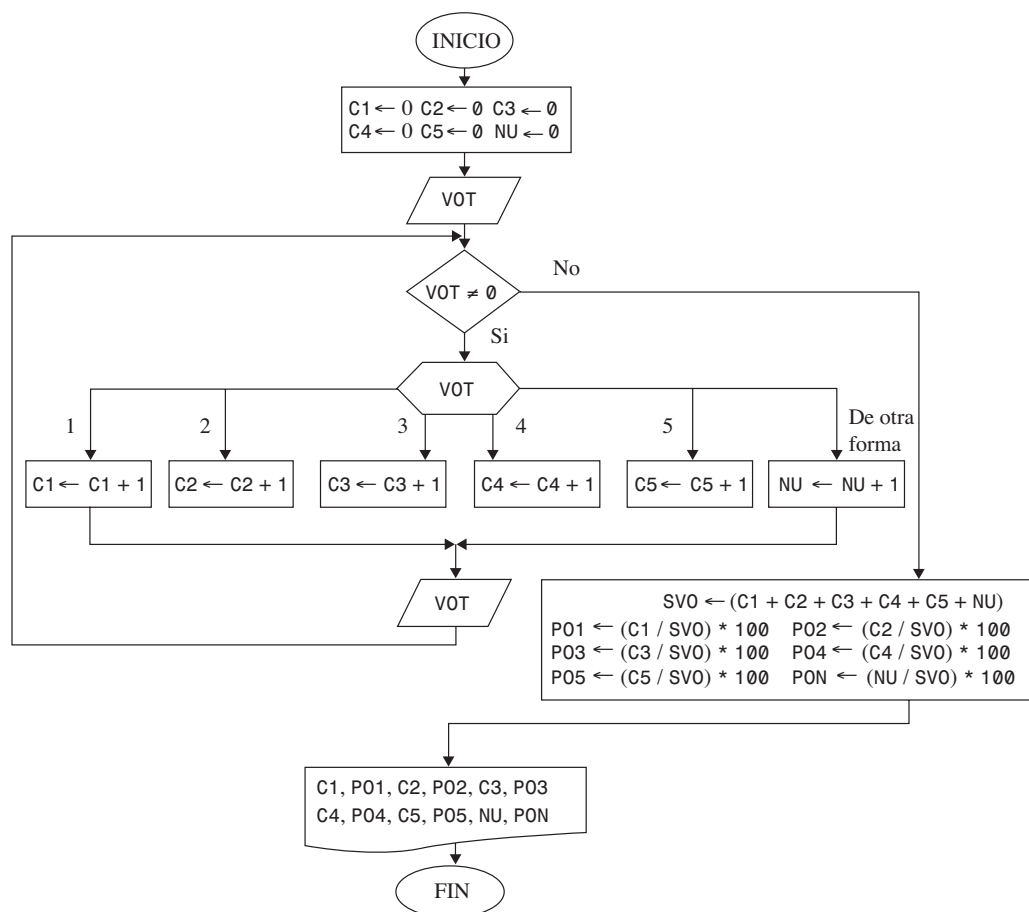 INICIO
C1 ← 0 C2 ← 0 C3 ← 0
C4 ← 0 C5 ← 0 NU ← 0
VOT
VOT ≠ 0
No
Si
VOT
1
2
3
4
5
De otra
forma
C1 ← C1 + 1
C2 ← C2 + 1
C3 ← C3 + 1
C4 ← C4 + 1
C5 ← C5 + 1
NU ← NU + 1
VOT
SVO ← (C1 + C2 + C3 + C4 + C5 + NU)
PO1 ← (C1 / SVO) * 100 PO2 ← (C2 / SVO) * 100
PO3 ← (C3 / SVO) * 100 PO4 ← (C4 / SVO) * 100
PO5 ← (C5 / SVO) * 100 PON ← (NU / SVO) * 100
C1, PO1, C2, PO2, C3, PO3
C4, PO4, C5, PO5, NU, PON
FIN